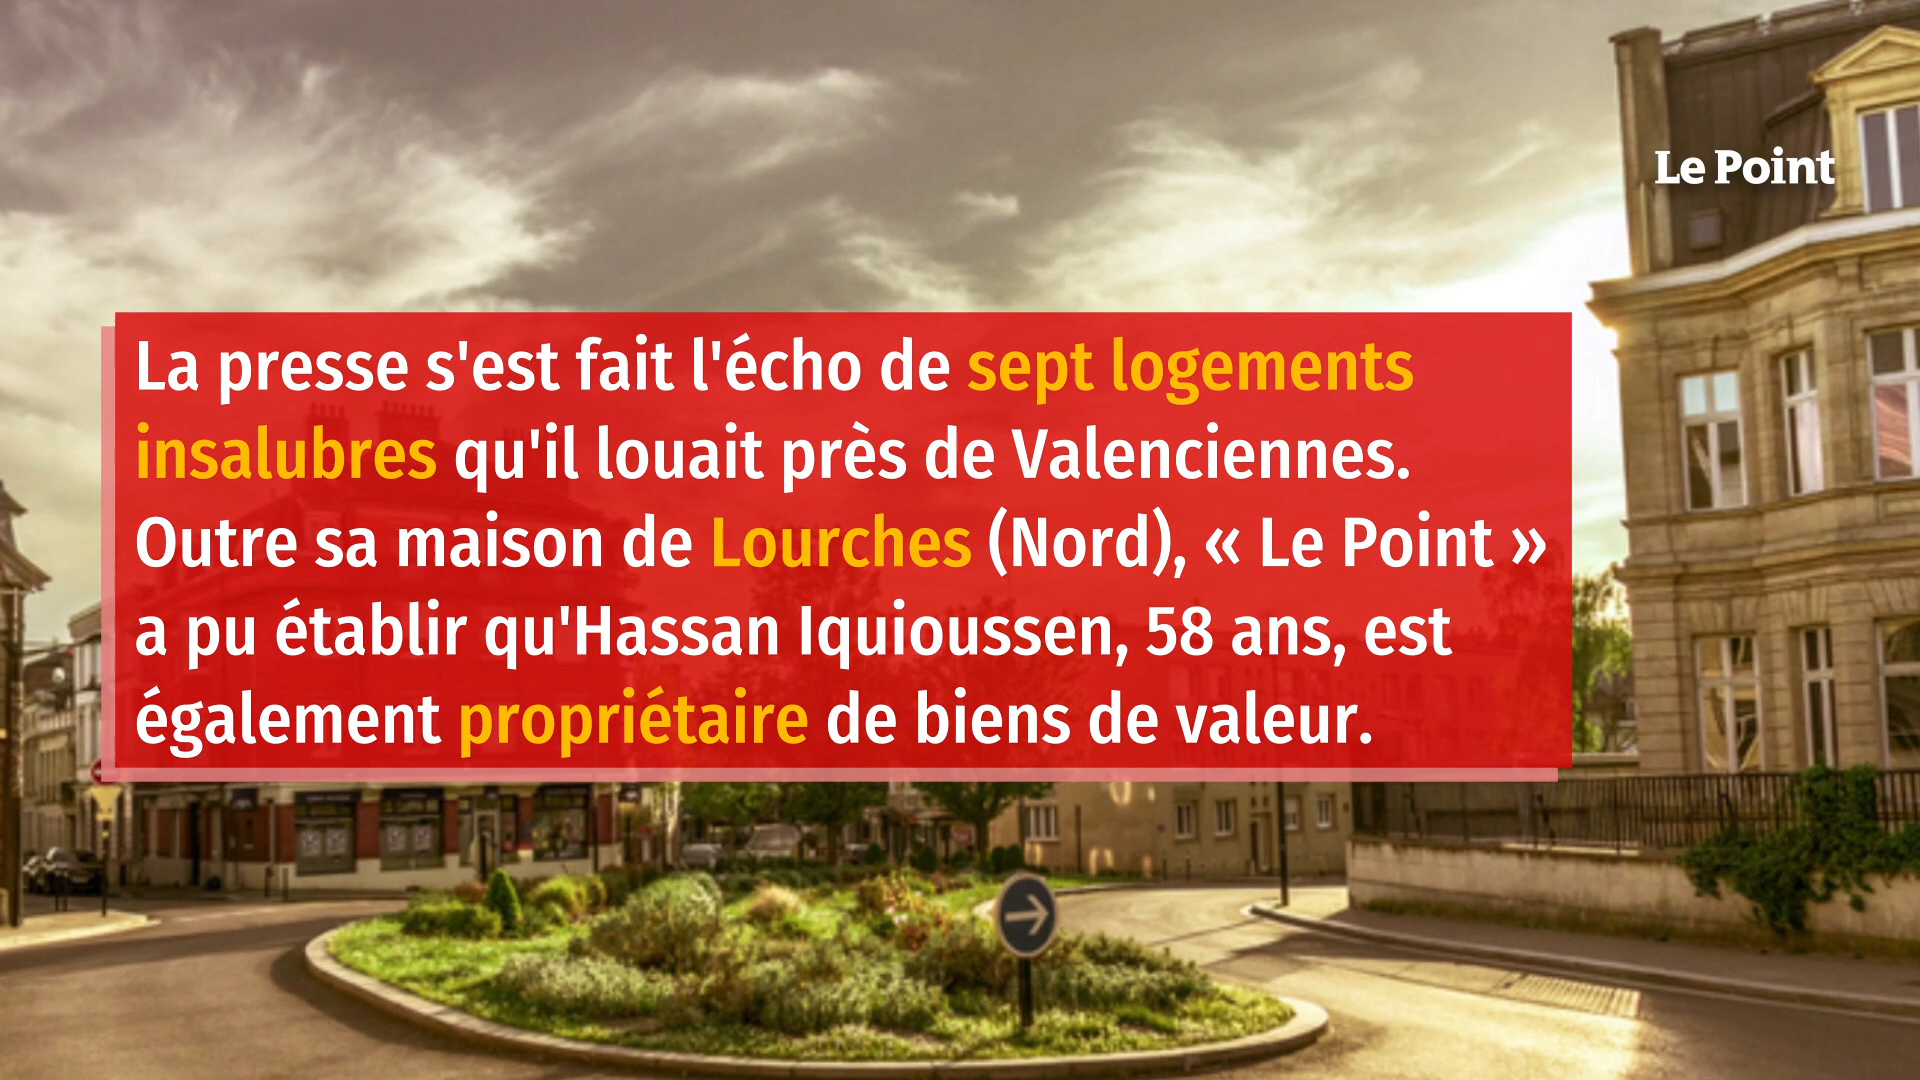 Le Point
La presse s'est fait l'écho de sept logements
insalubres qu'il louait près de Valenciennes.
Outre sa maison de Lourches (Nord), « Le Point »
a pu établir qu'Hassan Iquioussen, 58 ans, est
également propriétaire de biens de valeur.